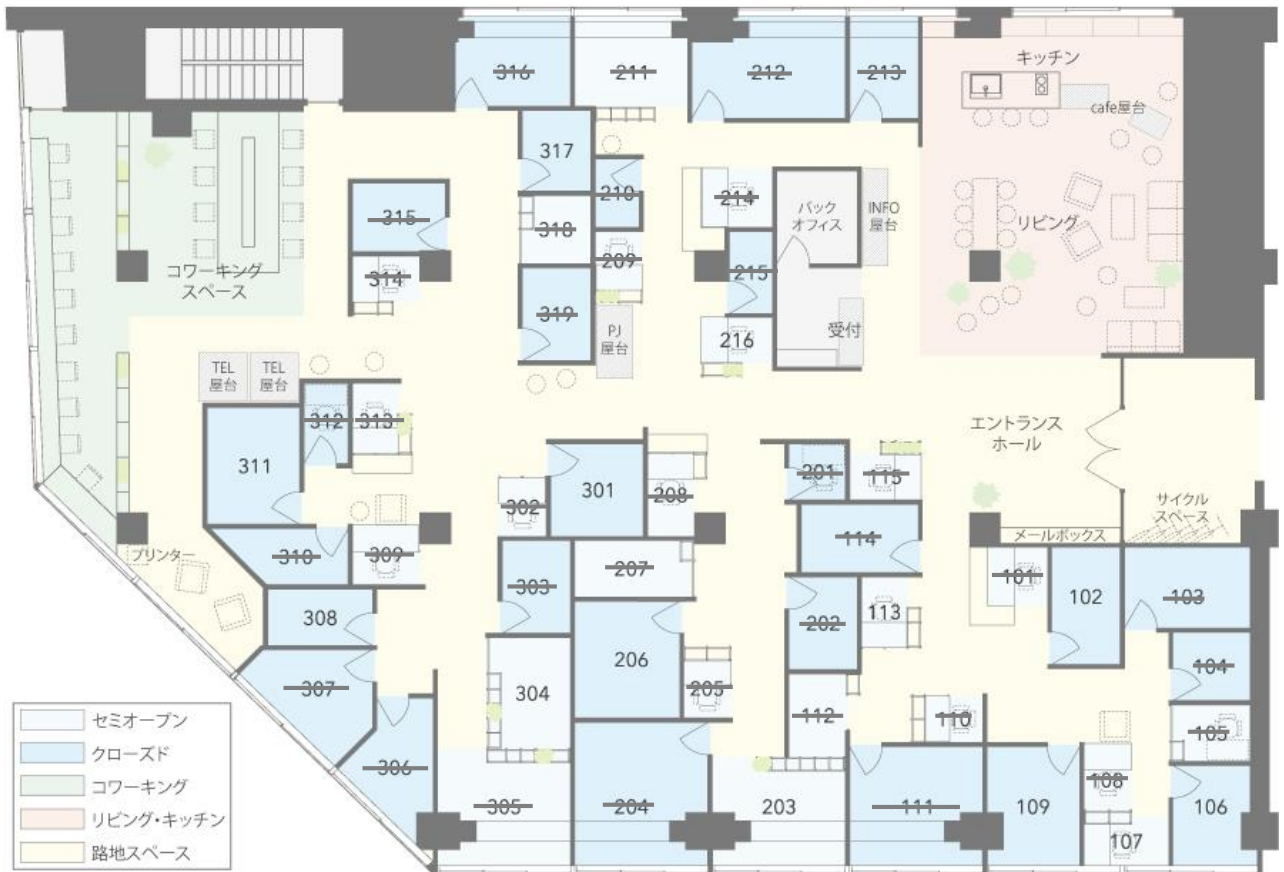 316
211
212
213
キッチン
cafe屋台
317
210
214
バック
オフィス
INFO
屋台
リビング
315
318
209
215
コワーキング
スペース
314
319
PJ
屋台
216
受付
TEL
屋台
TEL
屋台
312
313
311
301
208
201
115
エントランス
ホール
302
サイクル
スペース
プリンター
310
309
303
207
114
メールボックス
101
102
103
308
206
202
113
104
307
304
205
112
110
105
306
305
204
203
111
109
108
107
106
セミオープン
クローズド
コワーキング
リビング・キッチン
路地スペース